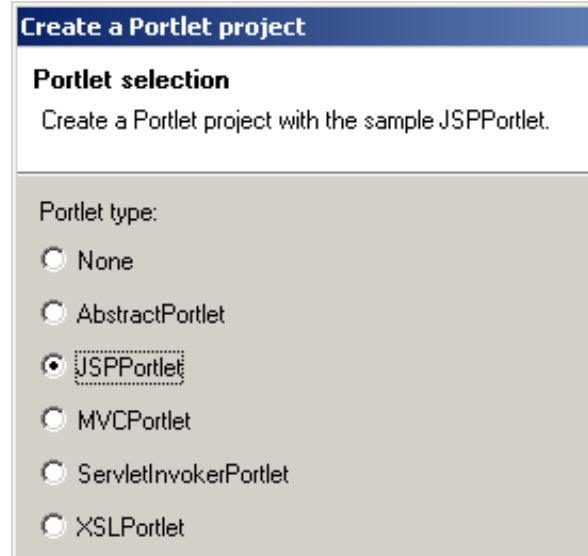 Create a Portlet project
Portlet selection
Create a Portlet project with the sample JSPPortlet.
Portlet type:
None
AbstractPortlet
JSPPortlet
MVCPortlet
ServletInvokerPortlet
XSLPortlet